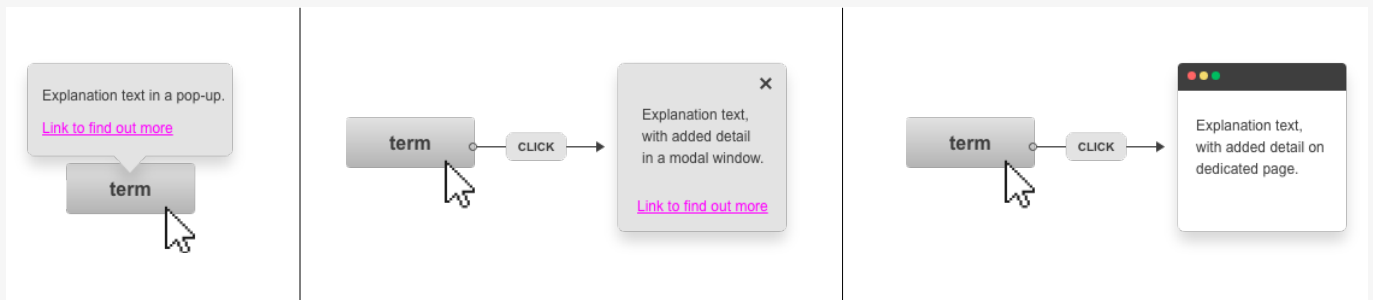 Explanation text in a pop-up.
Link to find out more
term
term
CLICK
✕
Explanation text,
with added detail
in a modal window.
Link to find out more
term
CLICK
Explanation text,
with added detail on
dedicated page.